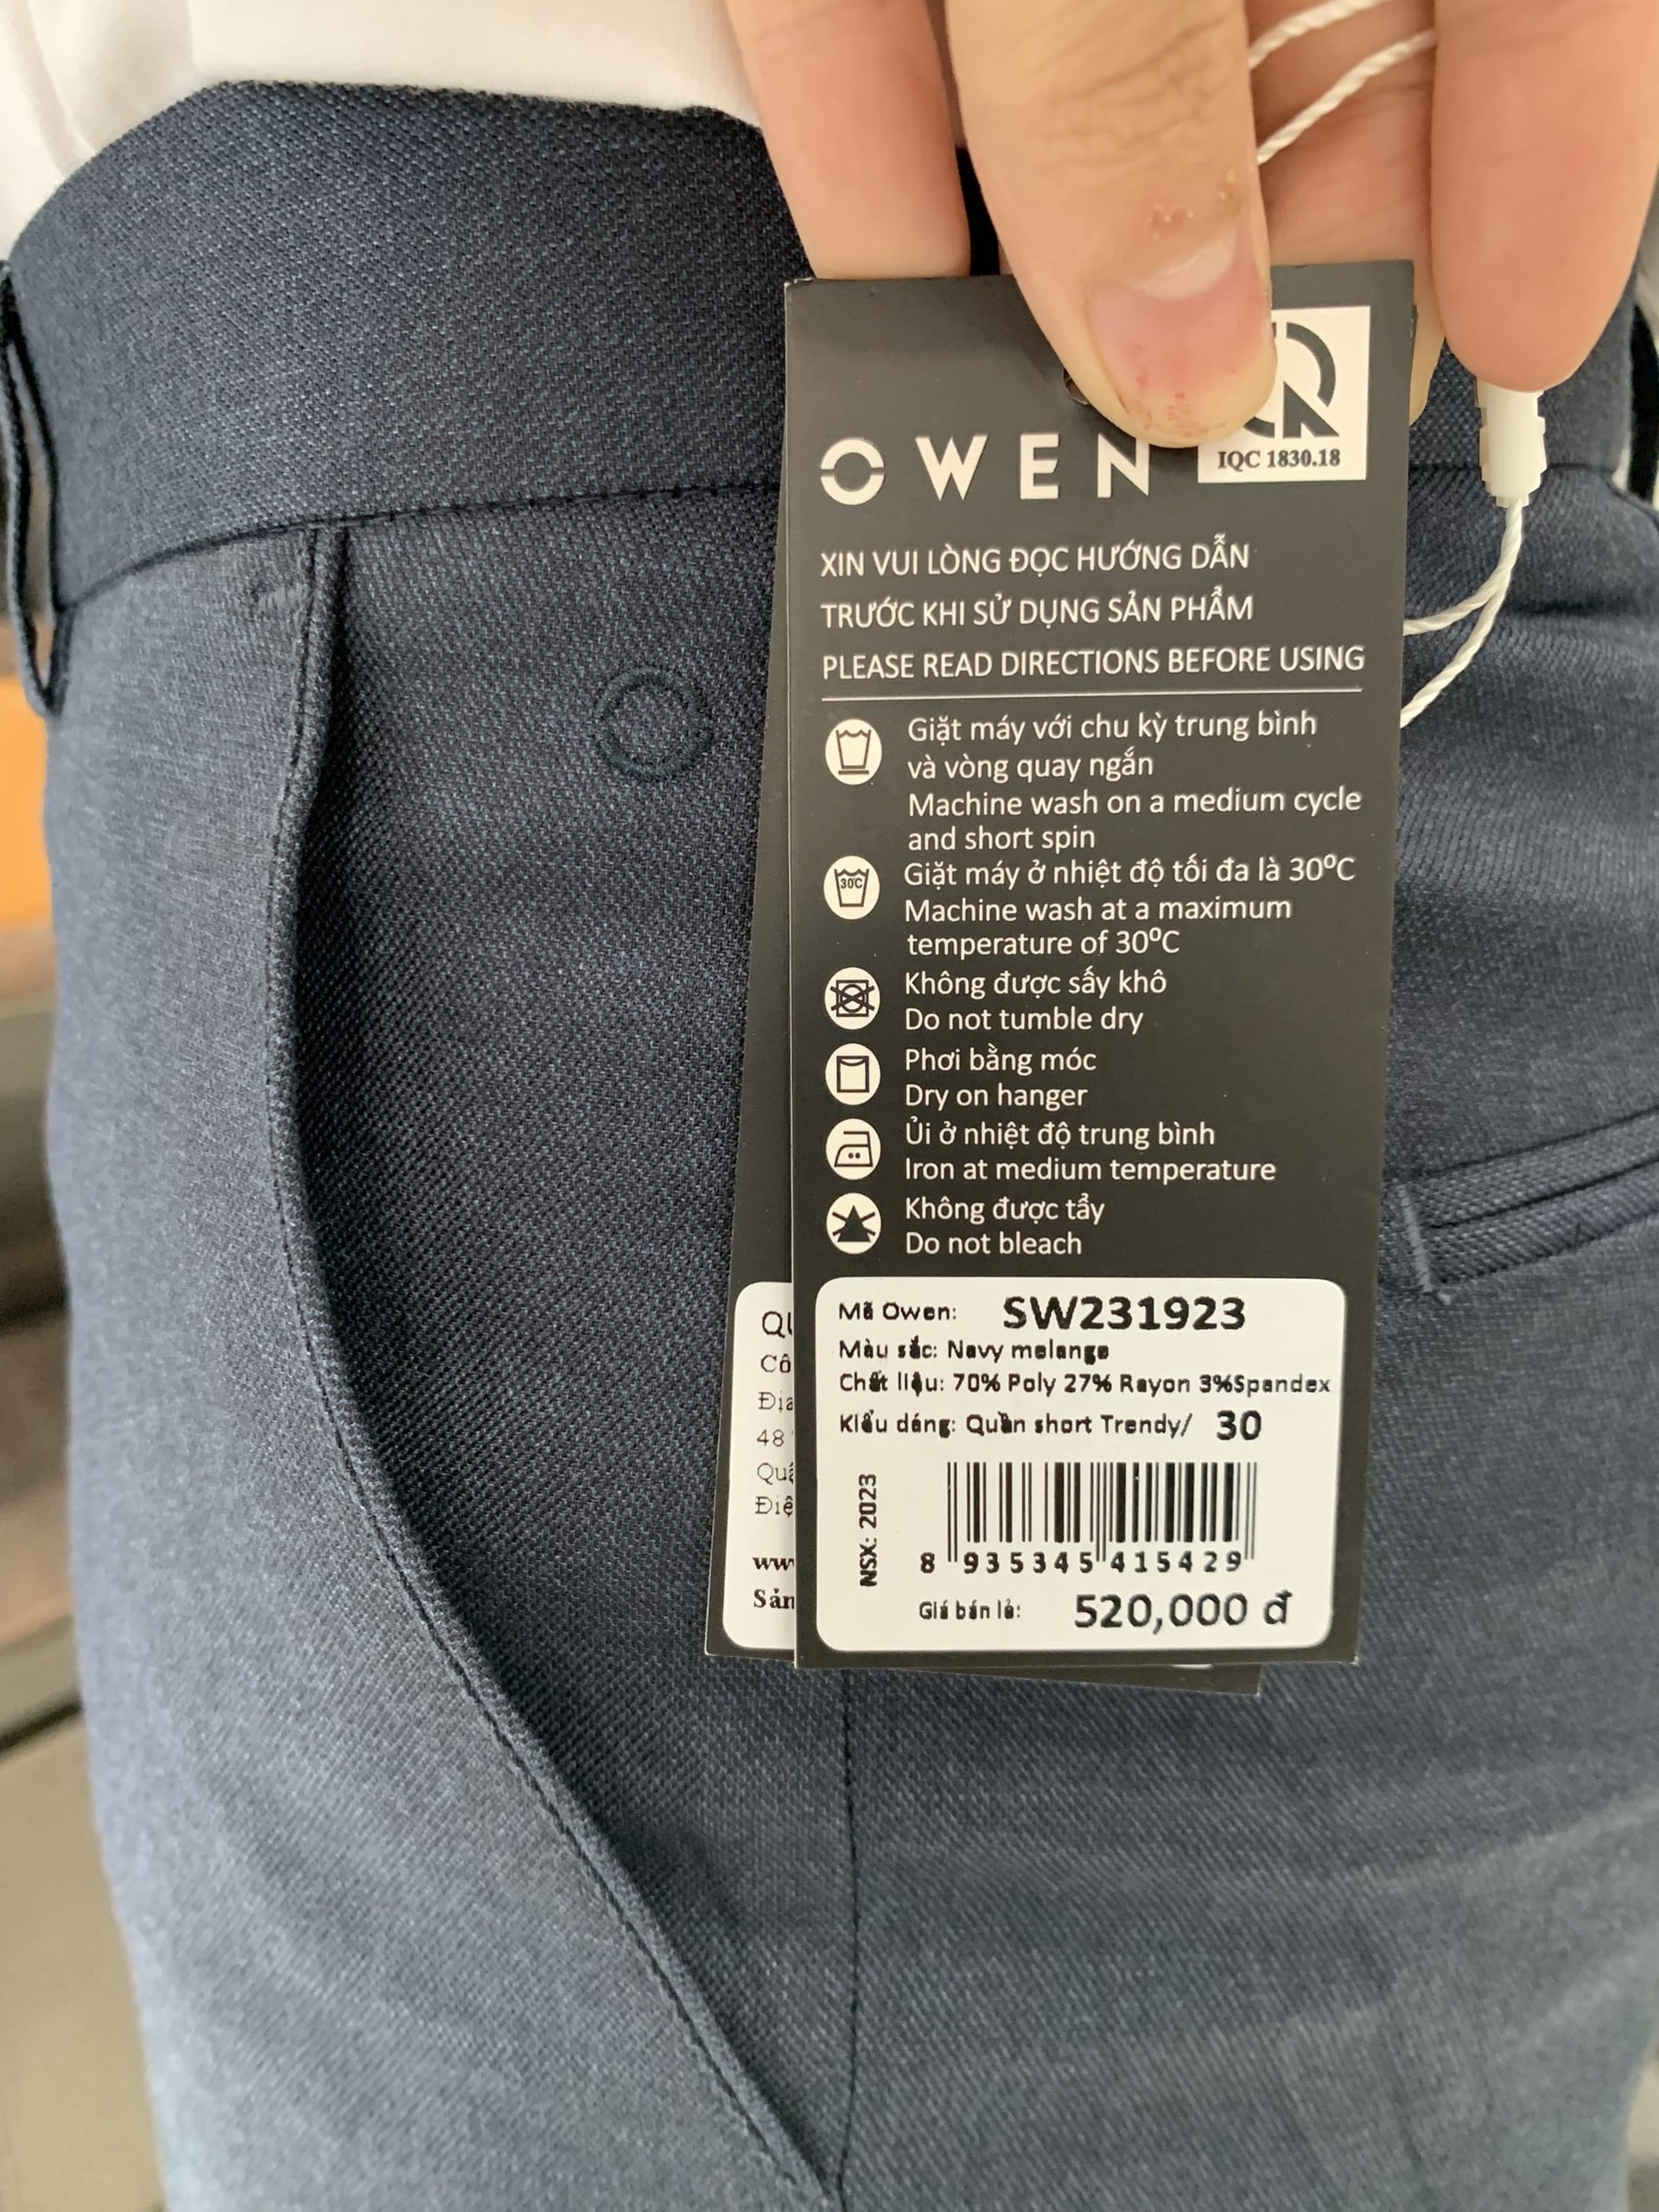 OWEN
IQC 1830.18
XIN VUI LÒNG ĐỌC HƯỚNG DẪN
TRƯỚC KHI SỬ DỤNG SẢN PHẨM
PLEASE READ DIRECTIONS BEFORE USING
Giặt máy với chu kỳ trung bình
và vòng quay ngắn
Machine wash on a medium cycle
and short spin
30°C
Giặt máy ở nhiệt độ tối đa là 30⁰C
Machine wash at a maximum
temperature of 30⁰C
Không được sấy khô
Do not tumble dry
Phơi bằng móc
Dry on hanger
Ủi ở nhiệt độ trung bình
Iron at medium temperature
Không được tẩy
Do not bleach
Mã Owen: SW231923
Màu sắc: Navy melange
Chất liệu: 70% Poly 27% Rayon 3%Spandex
Kiểu dáng: Quần short Trendy/ 30
NSX: 2023
8 935345 415429
Giá bán lẻ: 520,000 đ
Cô
48
Sản